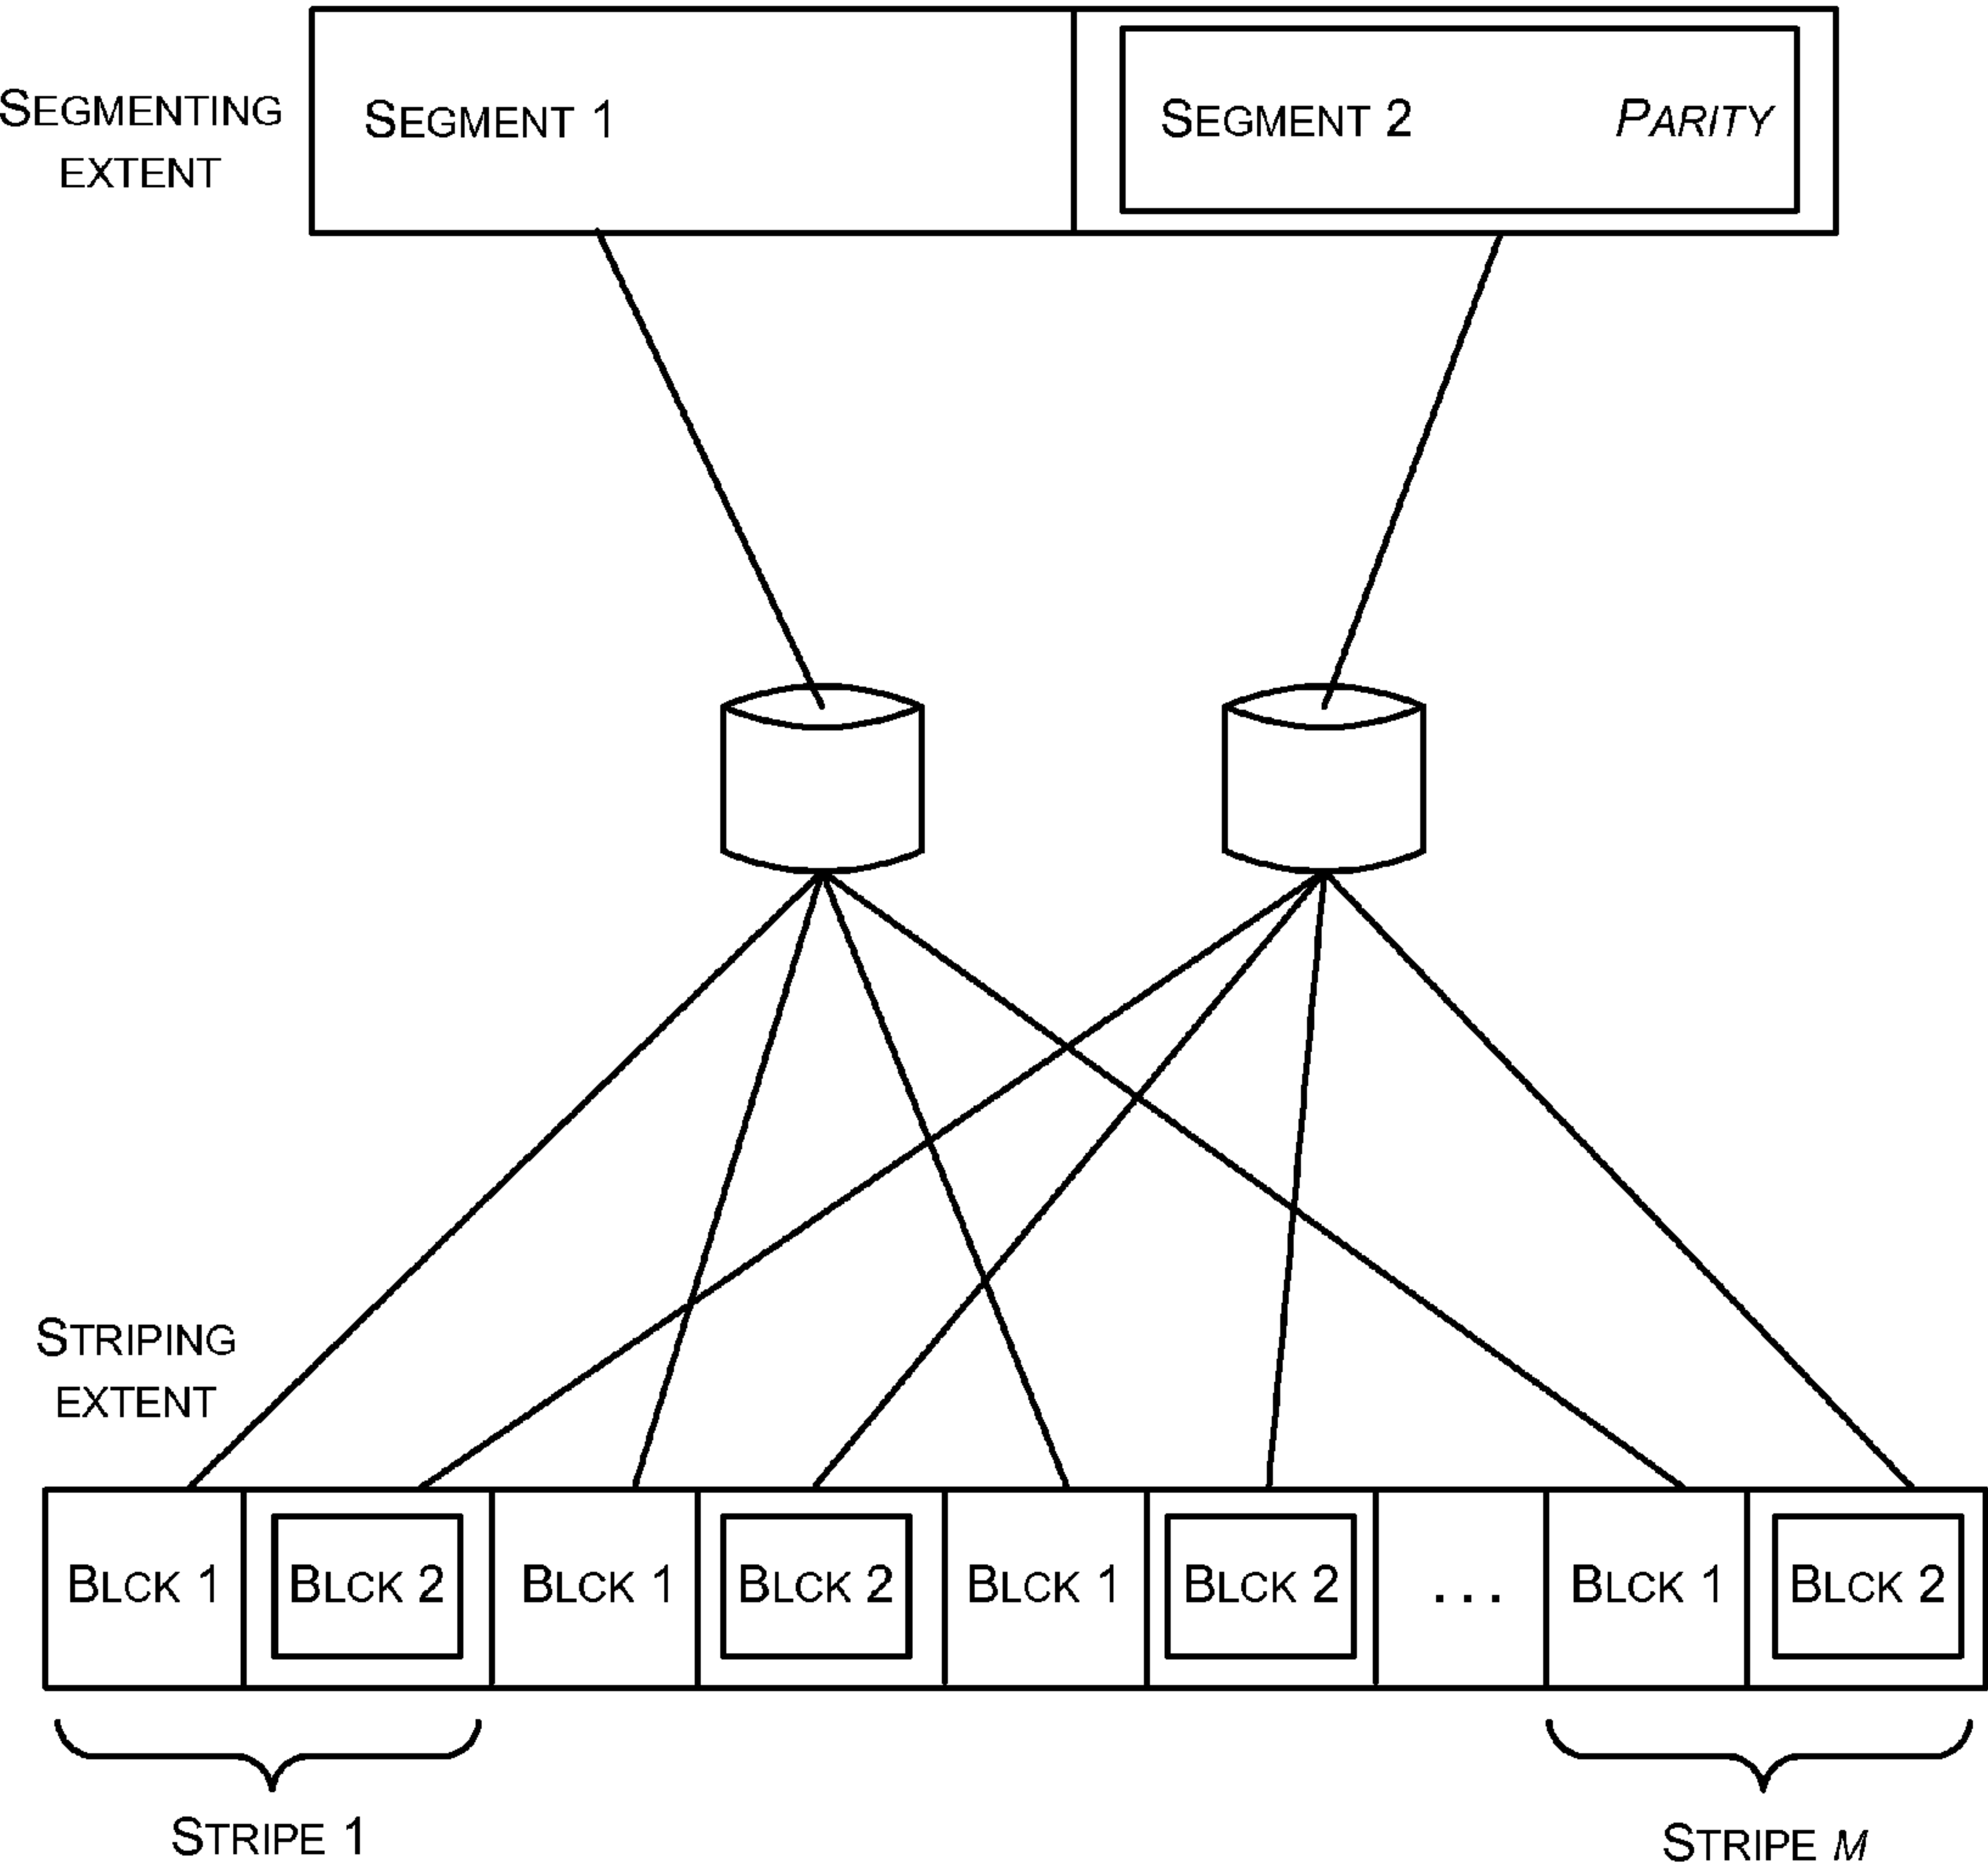 SEGMENTING
EXTENT
SEGMENT 1
SEGMENT 2
PARITY
STRIPING
EXTENT
BLCK 1
BLCK 2
BLCK 1
BLCK 2
BLCK 1
BLCK 2
...
BLCK 1
BLCK 2
STRIPE 1
STRIPE M